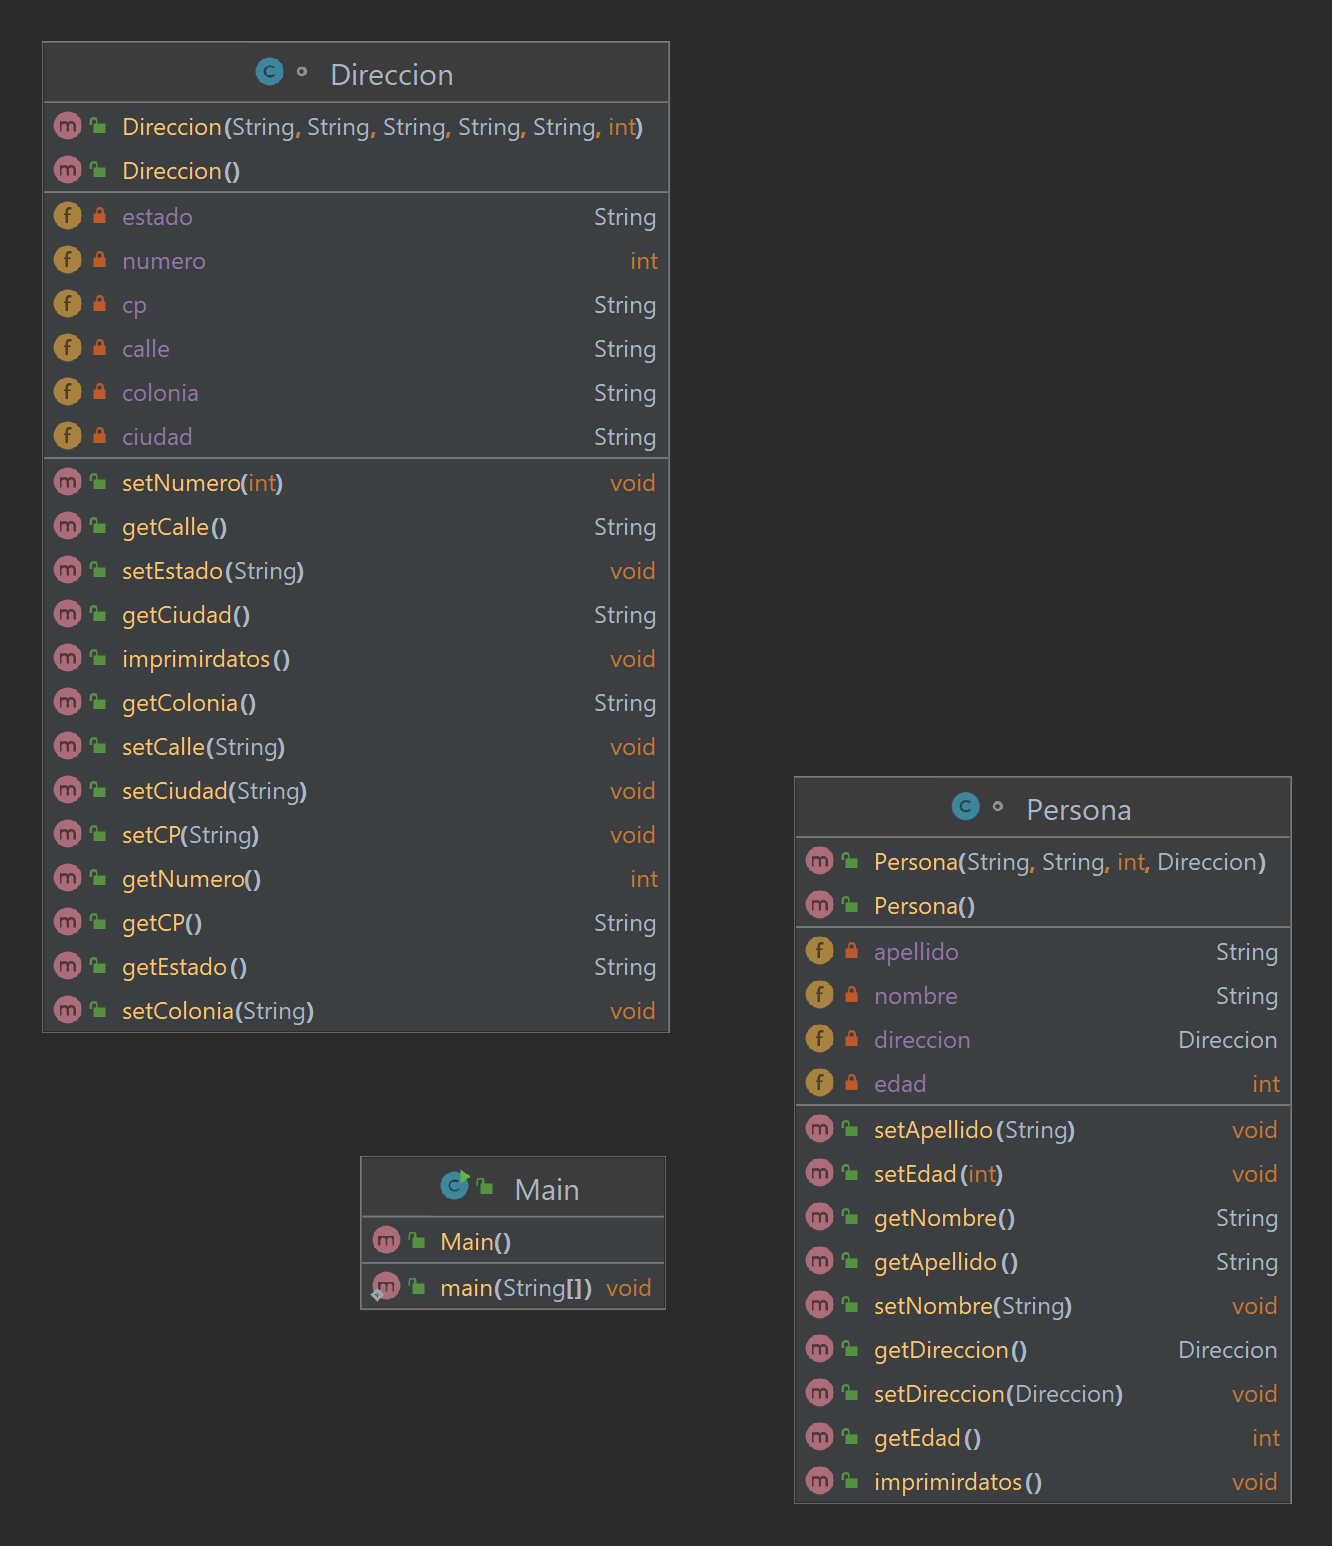 Direccion
Direccion(String, String, String, String, String, int)
Direccion()
estado String
numero int
cp String
calle String
colonia String
ciudad String
setNumero(int) void
getCalle() String
setEstado(String) void
getCiudad() String
imprimirdatos() void
getColonia() String
setCalle(String) void
setCiudad(String) void
setCP(String) void
getNumero() int
getCP() String
getEstado() String
setColonia(String) void
Main
Main()
main(String[]) void
Persona
Persona(String, String, int, Direccion)
Persona()
apellido String
nombre String
direccion Direccion
edad int
setApellido(String) void
setEdad(int) void
getNombre() String
getApellido() String
setNombre(String) void
getDireccion() Direccion
setDireccion(Direccion) void
getEdad() int
imprimirdatos() void